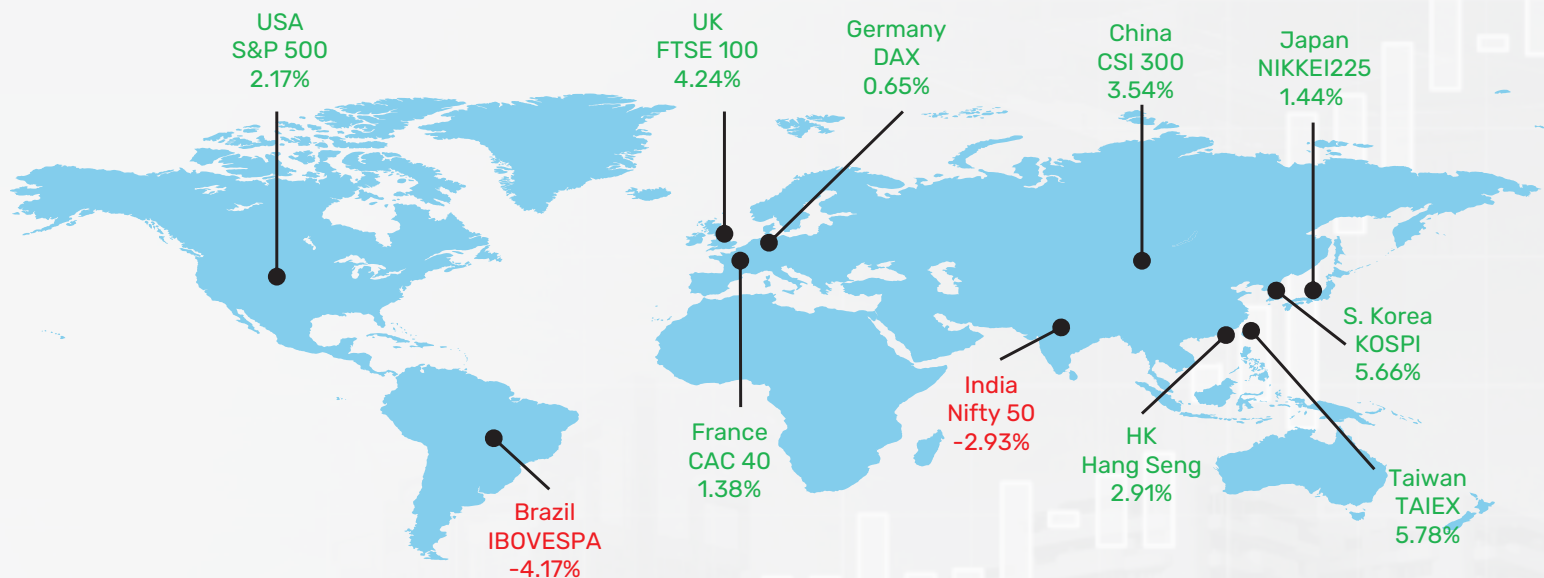 USA
S&P 500
2.17%
UK
FTSE 100
4.24%
Germany
DAX
0.65%
China
CSI 300
3.54%
Japan
NIKKEI225
1.44%
S. Korea
KOSPI
5.66%
India
Nifty 50
-2.93%
France
CAC 40
1.38%
HK
Hang Seng
2.91%
Taiwan
TAIEX
5.78%
Brazil
IBOVESPA
-4.17%